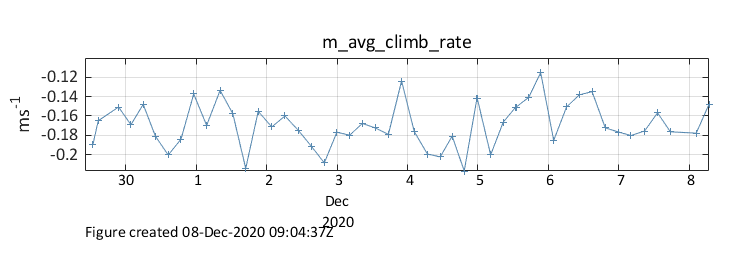 m_avg_climb_rate
ms-1
-0.12
-0.14
-0.16
-0.18
-0.2
30 1 2 3 4 5 6 7 8
Dec
2020
Figure created 08-Dec-2020 09:04:37Z